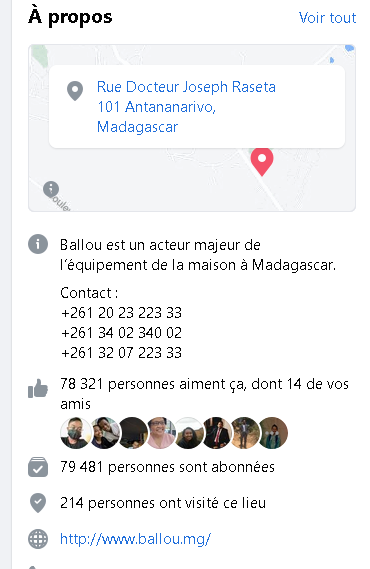 À propos
Voir tout
Rue Docteur Joseph Raseta
101 Antananarivo,
Madagascar
Ballou est un acteur majeur de
l’équipement de la maison à Madagascar.
Contact :
+261 20 23 223 33
+261 34 02 340 02
+261 32 07 223 33
78 321 personnes aiment ça, dont 14 de vos
amis
79 481 personnes sont abonnées
214 personnes ont visité ce lieu
http://www.ballou.mg/